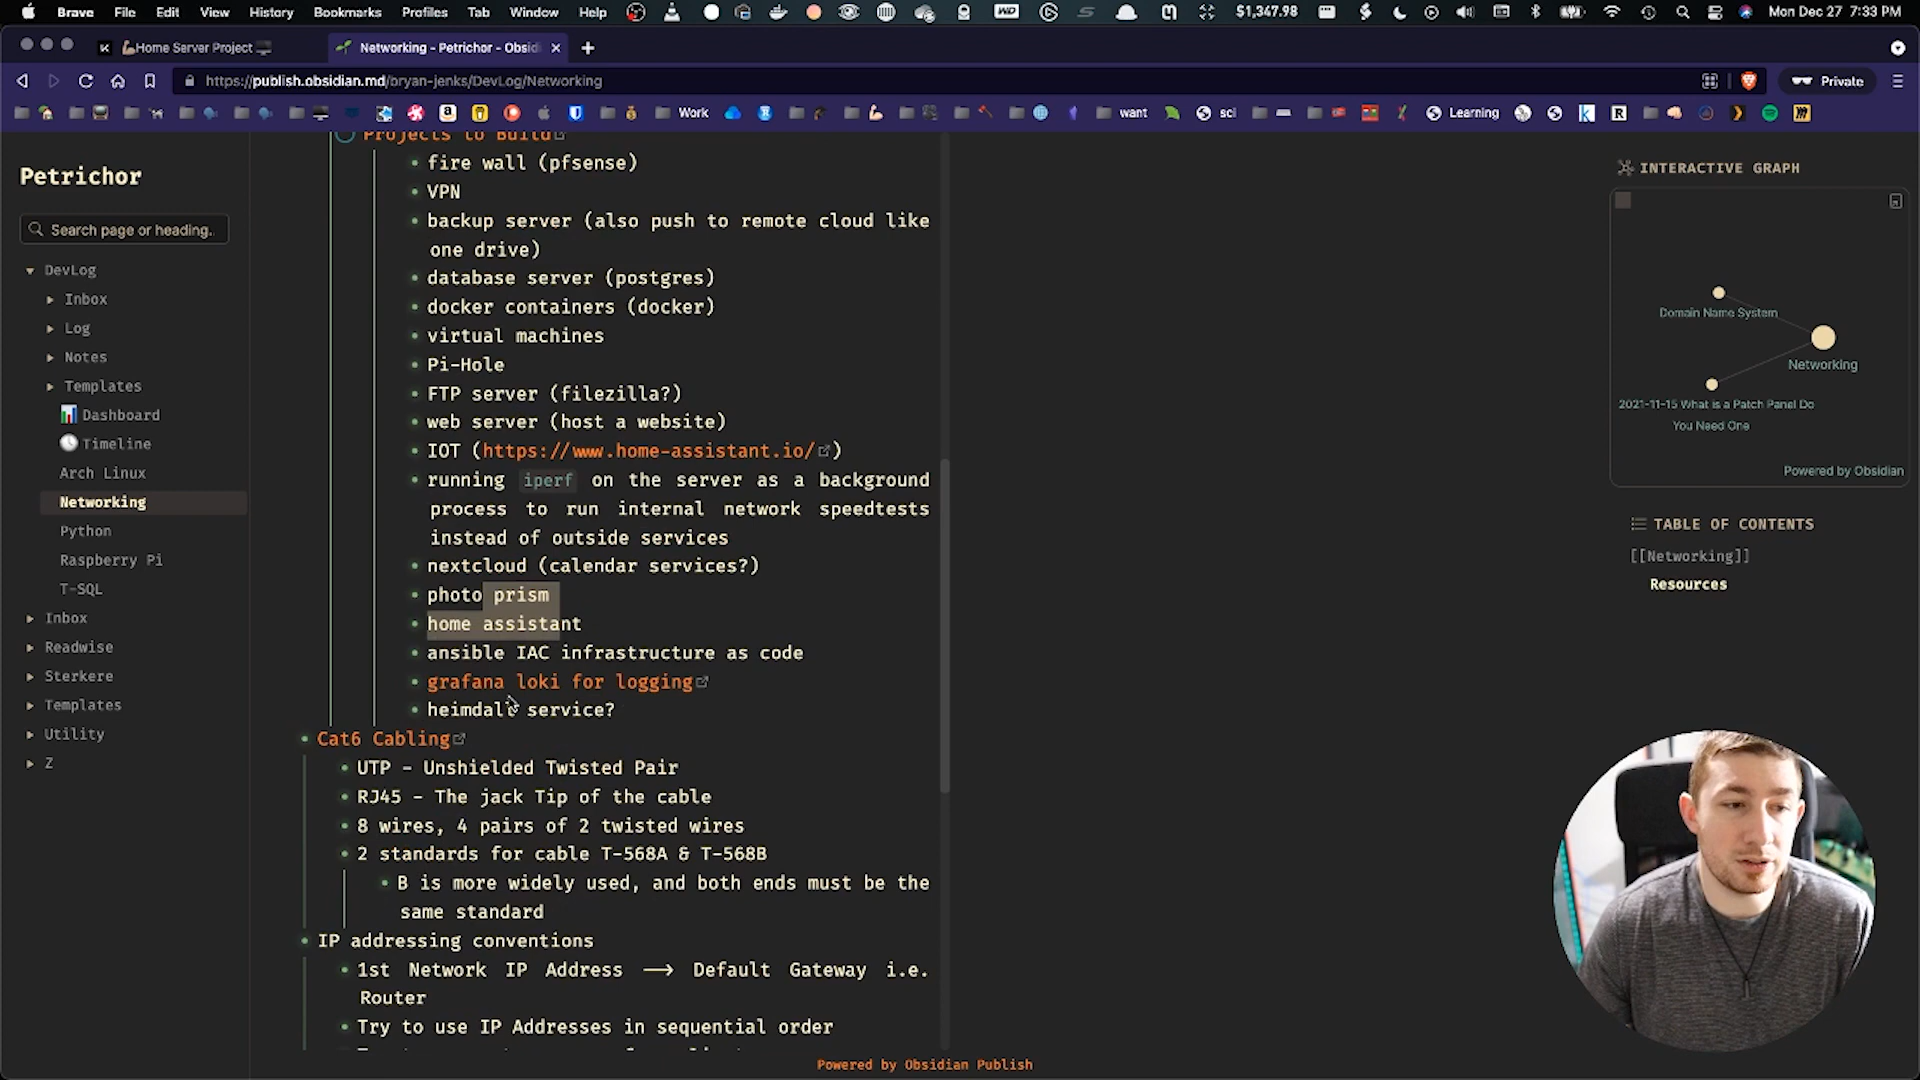 Brave File Edit View History Bookmarks Profiles Tab Window Help WD $1,347.98 Mon Dec 27 7:33 PM
K 💪Home Server Project🖥️ Networking - Petrichor - Obsid
https://publish.obsidian.md/bryan-jenks/DevLog/Networking Private
Work want sci Learning
Petrichor
Search page or heading..
DevLog
Inbox
Log
Notes
Templates
📊 Dashboard
🕓 Timeline
Arch Linux
Networking
Python
Raspberry Pi
T-SQL
Inbox
Readwise
Sterkere
Templates
Utility
Z
Projects to Build
• fire wall (pfsense)
• VPN
• backup server (also push to remote cloud like
one drive)
• database server (postgres)
• docker containers (docker)
• virtual machines
• Pi-Hole
• FTP server (filezilla?)
• web server (host a website)
• IOT (https://www.home-assistant.io/)
• running iperf on the server as a background
process to run internal network speedtests
instead of outside services
• nextcloud (calendar services?)
• photo prism
• home assistant
• ansible IAC infrastructure as code
• grafana loki for logging
• heimdall service?
• Cat6 Cabling
• UTP - Unshielded Twisted Pair
• RJ45 - The jack Tip of the cable
• 8 wires, 4 pairs of 2 twisted wires
• 2 standards for cable T-568A & T-568B
• B is more widely used, and both ends must be the
same standard
• IP addressing conventions
• 1st Network IP Address ⟶ Default Gateway i.e.
Router
• Try to use IP Addresses in sequential order
Powered by Obsidian Publish
INTERACTIVE GRAPH
Domain Name System
Networking
2021-11-15 What is a Patch Panel Do
You Need One
Powered by Obsidian
TABLE OF CONTENTS
[[Networking]]
Resources